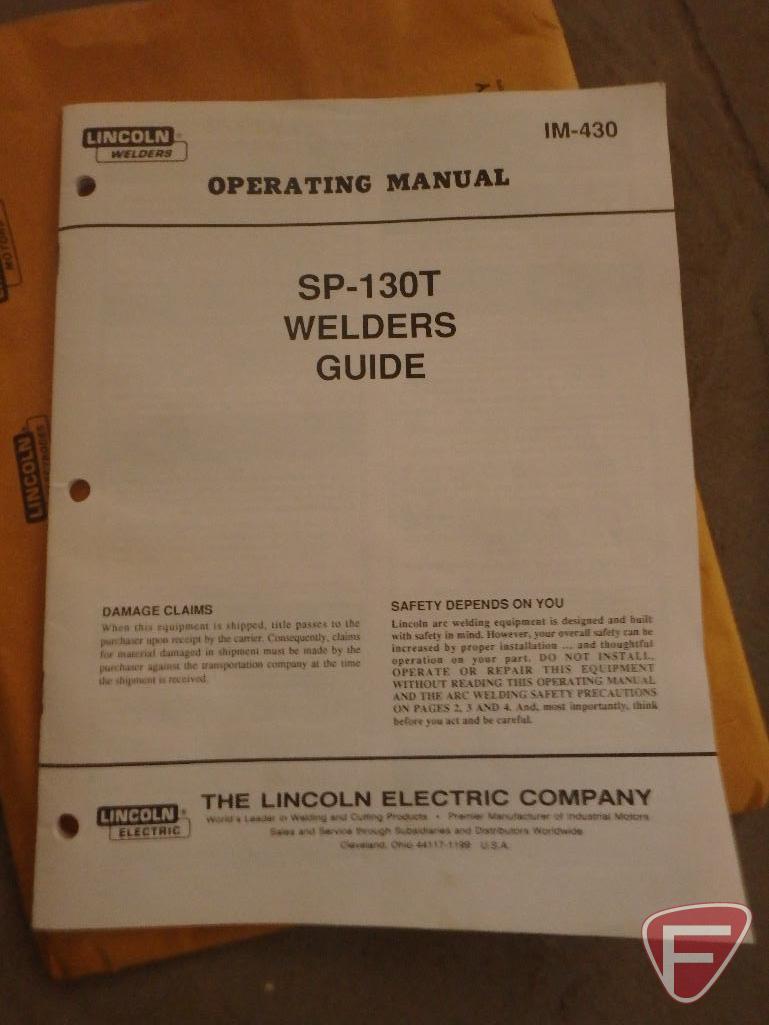 LINCOLN®
WELDERS
IM-430
OPERATING MANUAL
SP-130T
WELDERS
GUIDE
DAMAGE CLAIMS
When this equipment is shipped, title passes to the
purchaser upon receipt by the carrier. Consequently, claims
for material damaged in shipment must be made by the
purchaser against the transportation company at the time
the shipment is received.
SAFETY DEPENDS ON YOU
Lincoln arc welding equipment is designed and built
with safety in mind. However, your overall safety can be
increased by proper installation ... and thoughtful
operation on your part. DO NOT INSTALL,
OPERATE OR REPAIR THIS EQUIPMENT
WITHOUT READING THIS OPERATING MANUAL
AND THE ARC WELDING SAFETY PRECAUTIONS
ON PAGES 2, 3 AND 4. And, most importantly, think
before you act and be careful.
LINCOLN®
ELECTRIC
THE LINCOLN ELECTRIC COMPANY
World's Leader in Welding and Cutting Products • Premier Manufacturer of Industrial Motors
Sales and Service through Subsidiaries and Distributors Worldwide
Cleveland, Ohio 44117-1199 U.S.A.
LINCOLN
MOTORS
F